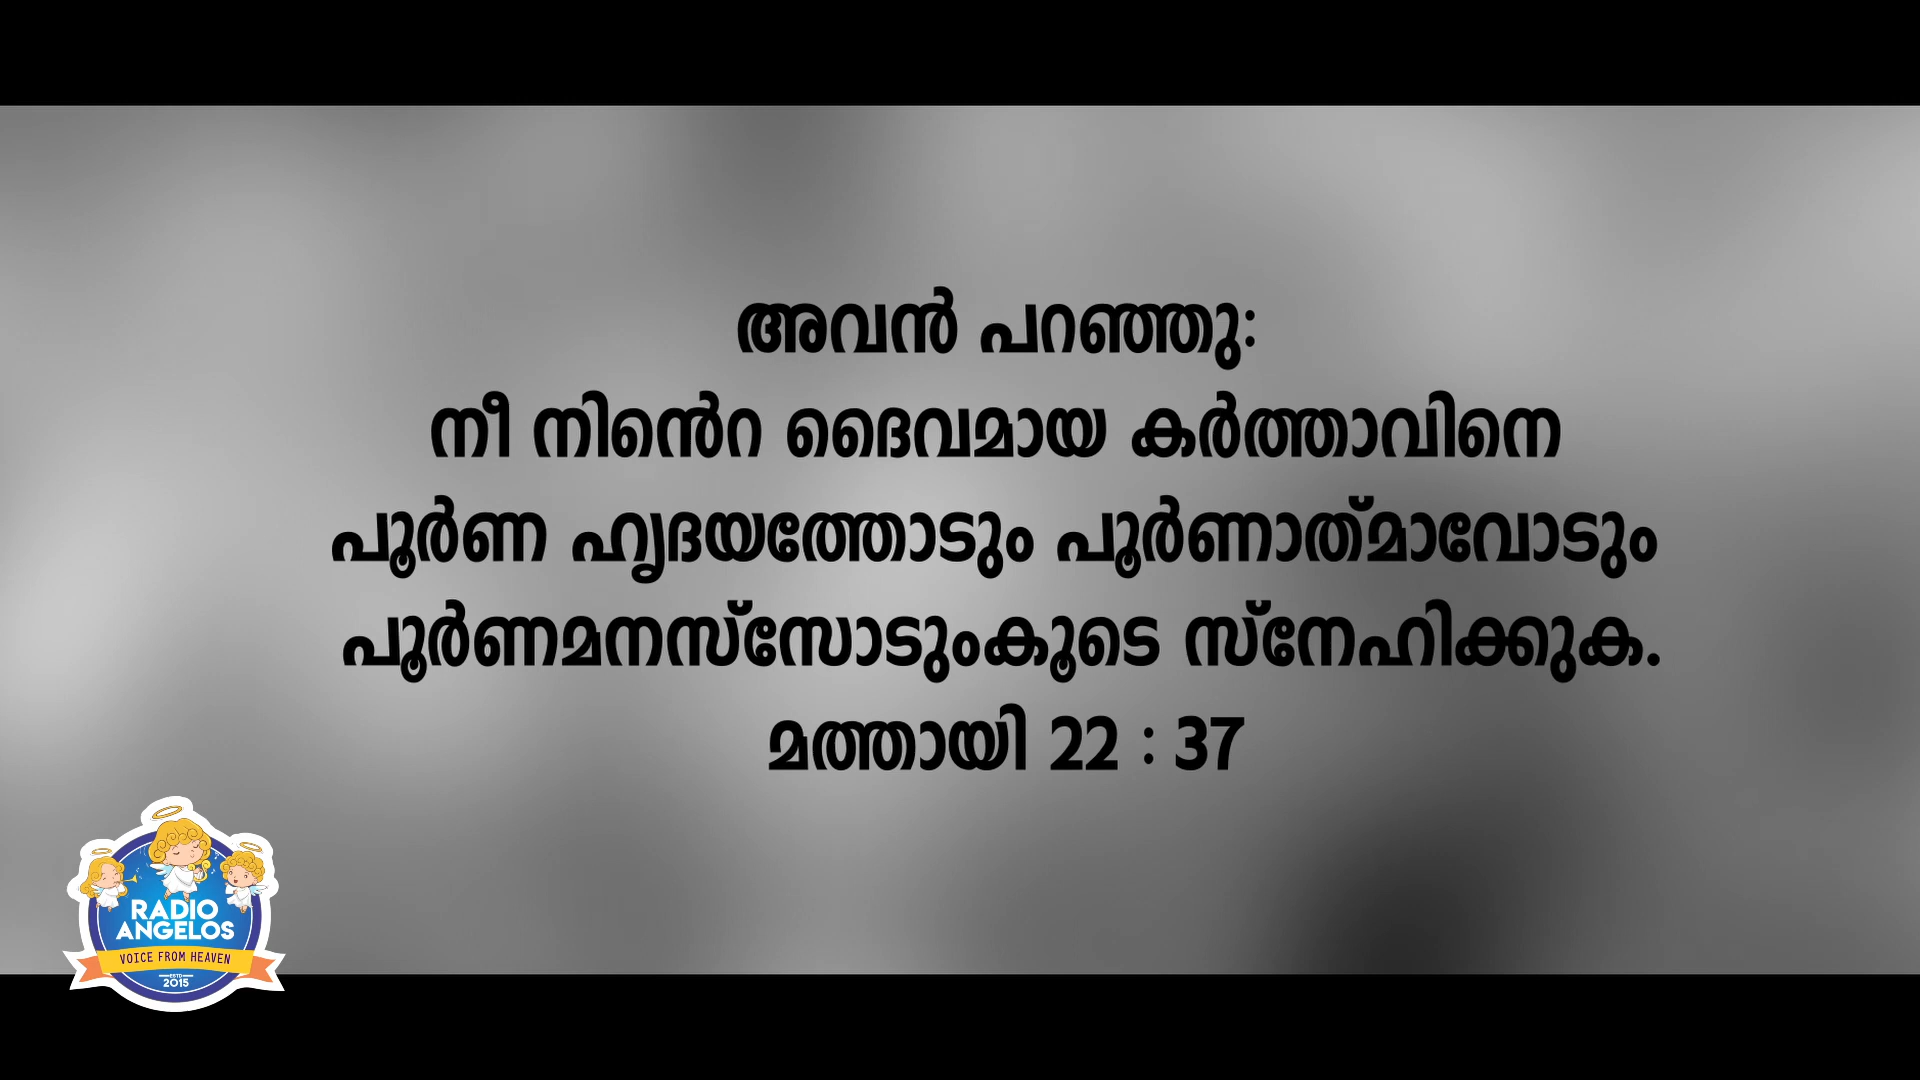 അവൻ പറഞ്ഞു:
നീ നിൻെറ ദൈവമായ കർത്താവിനെ
പൂർണ ഹൃദയത്തോടും പൂർണാത്‌മാവോടും
പൂർണമനസ്‌സോടുംകൂടെ സ്‌നേഹിക്കുക.
മത്തായി 22 : 37
RADIO
ANGELOS
VOICE FROM HEAVEN
ESTD
2015